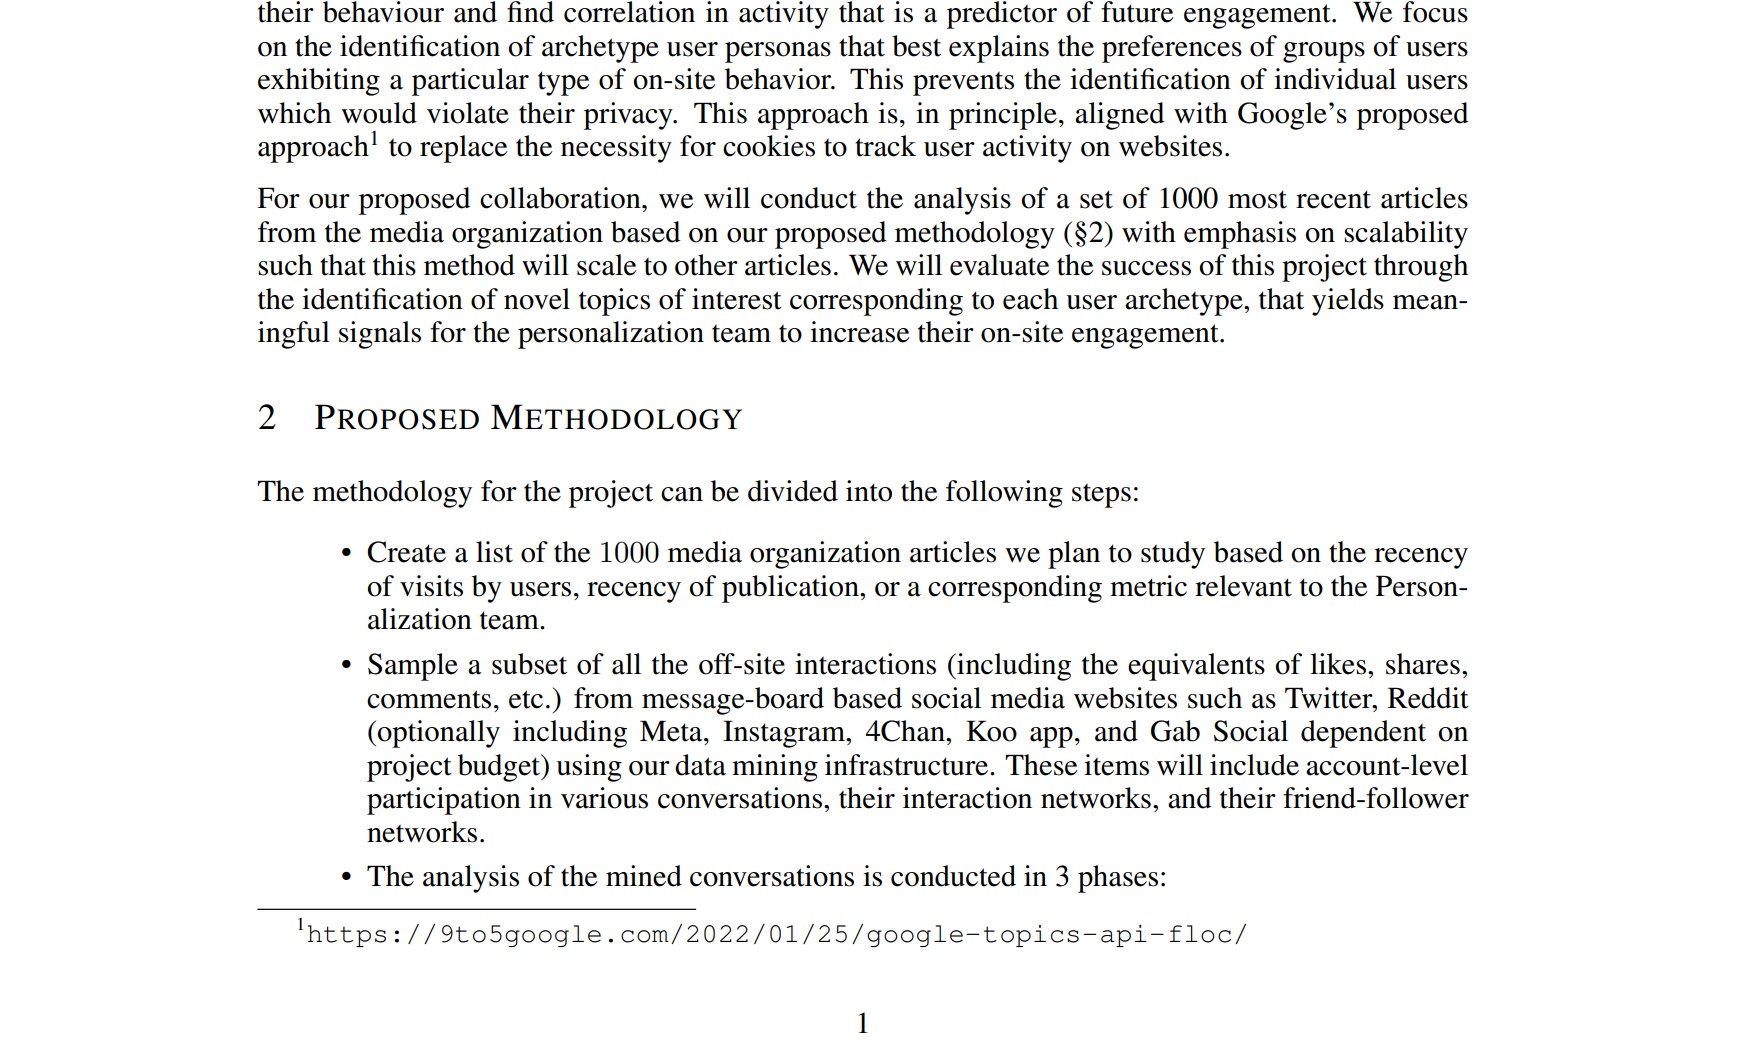 their behaviour and find correlation in activity that is a predictor of future engagement. We focus
on the identification of archetype user personas that best explains the preferences of groups of users
exhibiting a particular type of on-site behavior. This prevents the identification of individual users
which would violate their privacy. This approach is, in principle, aligned with Google's proposed
approach1 to replace the necessity for cookies to track user activity on websites.
For our proposed collaboration, we will conduct the analysis of a set of 1000 most recent articles
from the media organization based on our proposed methodology (§2) with emphasis on scalability
such that this method will scale to other articles. We will evaluate the success of this project through
the identification of novel topics of interest corresponding to each user archetype, that yields mean-
ingful signals for the personalization team to increase their on-site engagement.
2 PROPOSED METHODOLOGY
The methodology for the project can be divided into the following steps:
• Create a list of the 1000 media organization articles we plan to study based on the recency
of visits by users, recency of publication, or a corresponding metric relevant to the Person-
alization team.
• Sample a subset of all the off-site interactions (including the equivalents of likes, shares,
comments, etc.) from message-board based social media websites such as Twitter, Reddit
(optionally including Meta, Instagram, 4Chan, Koo app, and Gab Social dependent on
project budget) using our data mining infrastructure. These items will include account-level
participation in various conversations, their interaction networks, and their friend-follower
networks.
• The analysis of the mined conversations is conducted in 3 phases:
1https://9to5google.com/2022/01/25/google-topics-api-floc/
1